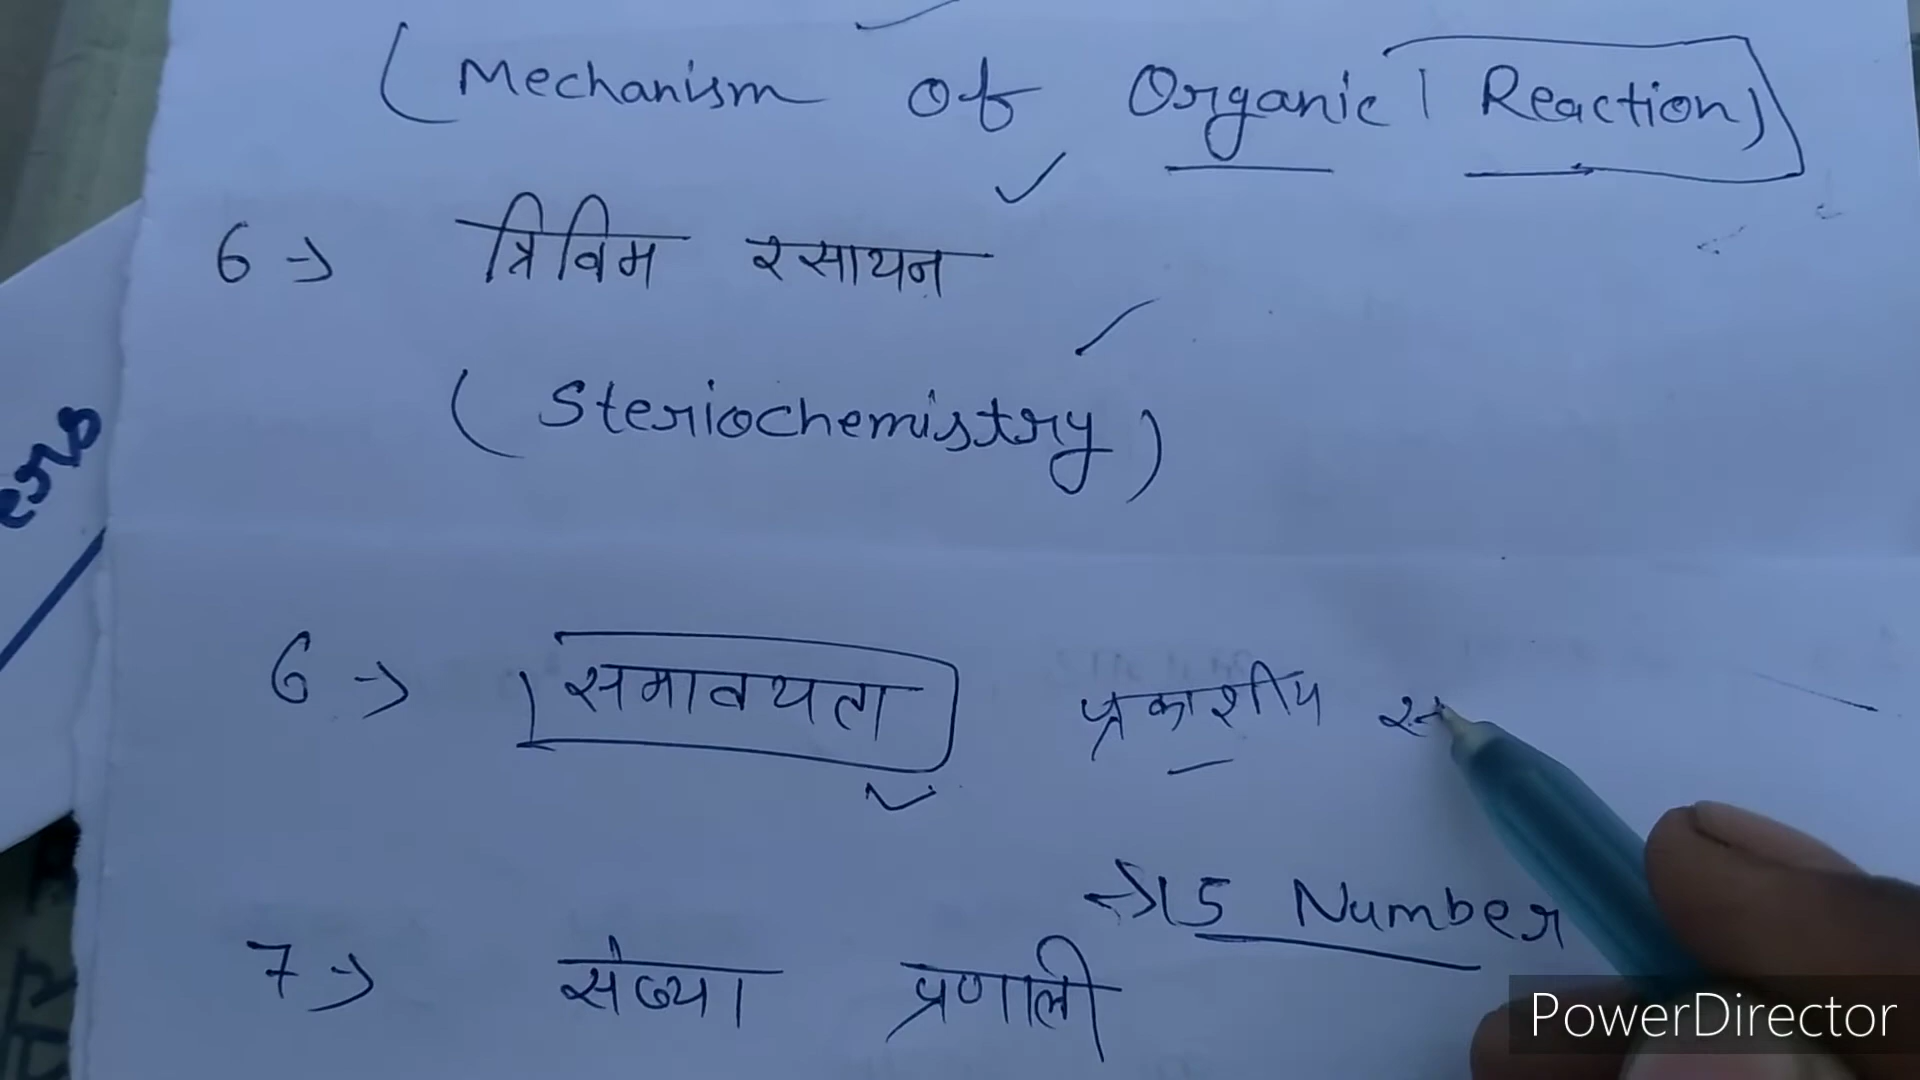 (Mechanism of Organic Reaction)
6 → त्रिविम रसायन
(Steriochemistry)
6 → समावयता प्रकाशीय
→ 15 Number
7 → संख्या प्रणाली
PowerDirector